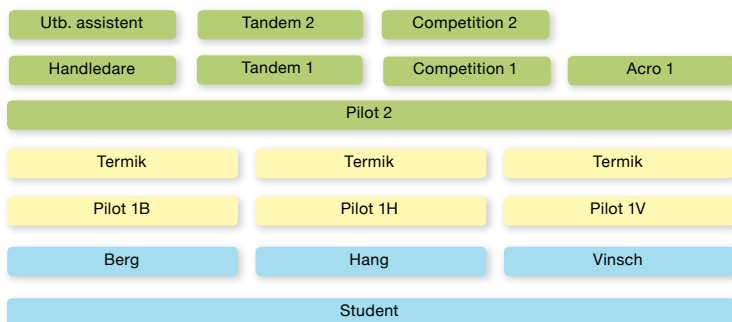 Utb. assistent Tandem 2 Competition 2
Handledare Tandem 1 Competition 1 Acro 1
Pilot 2
Termik Termik Termik
Pilot 1B Pilot 1H Pilot 1V
Berg Hang Vinsch
Student